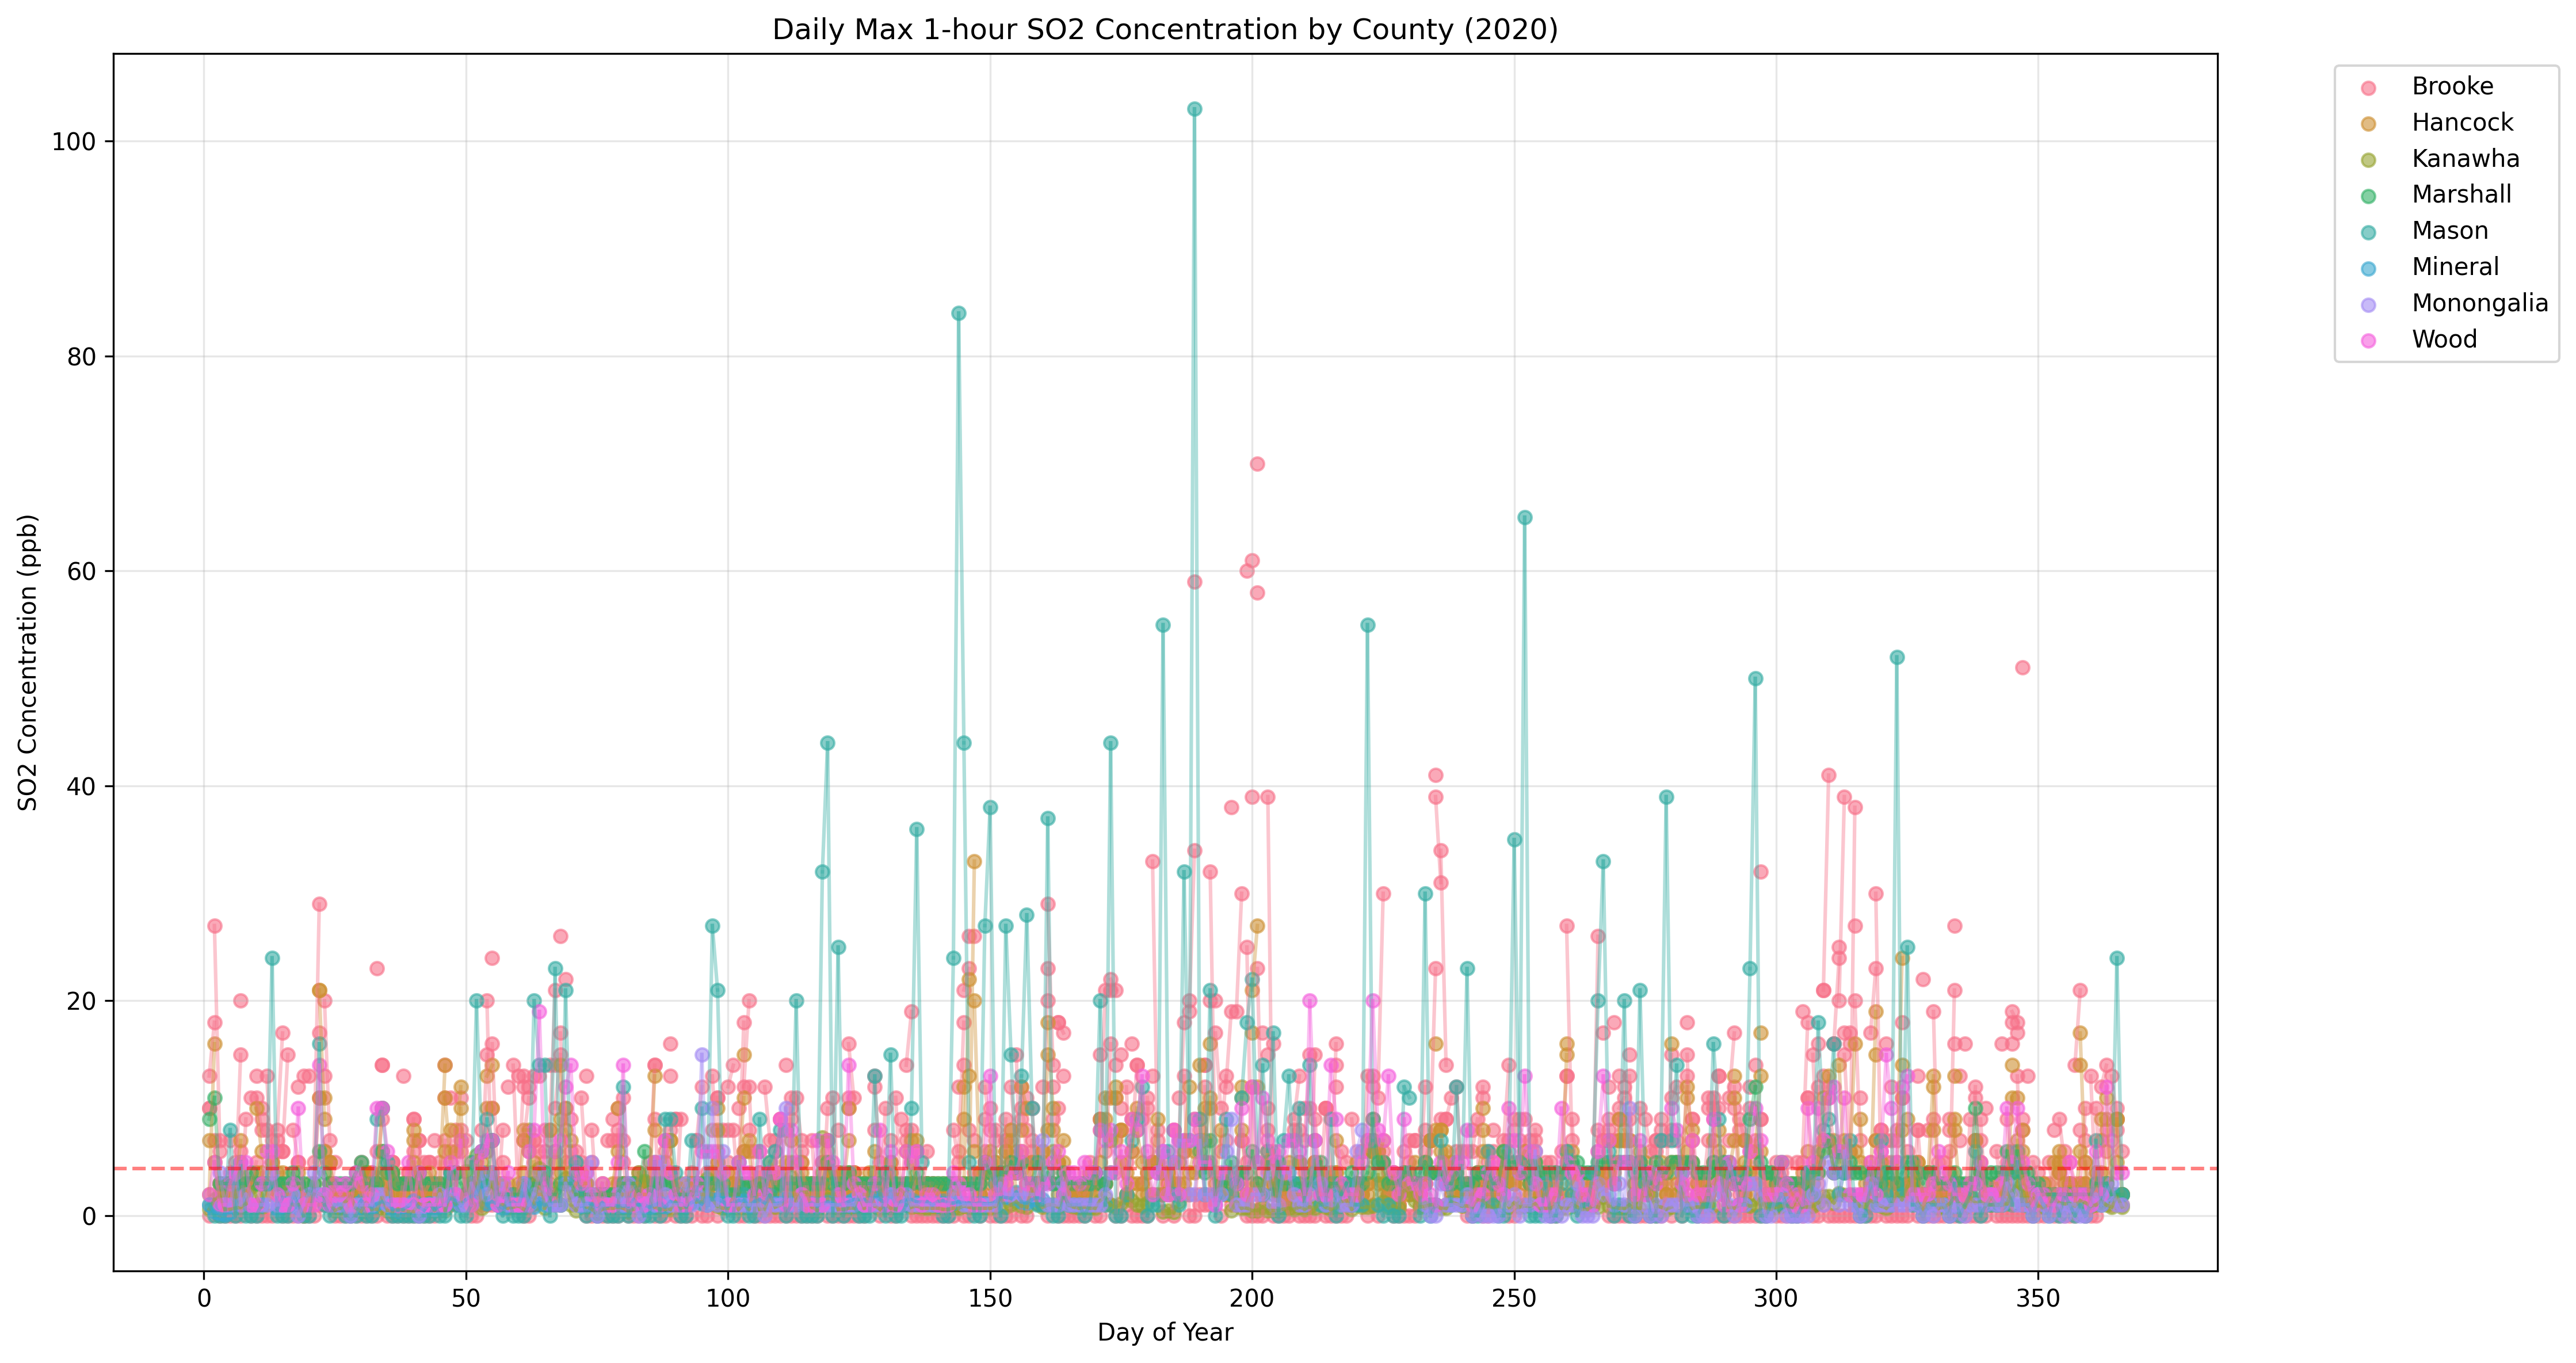 Daily Max 1-hour SO2 Concentration by County (2020)
Brooke
Hancock
Kanawha
Marshall
Mason
Mineral
Monongalia
Wood
100
80
60
40
20
0
SO2 Concentration (ppb)
0 50 100 150 200 250 300 350
Day of Year